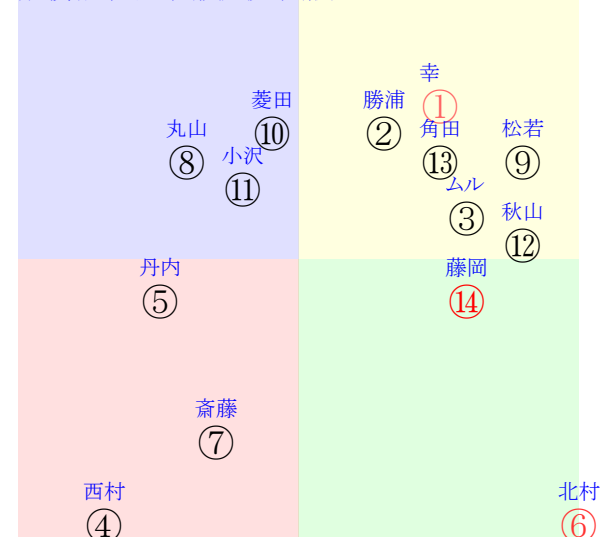 幸
①
菱田
⑩
勝浦
②
丸山
⑧
角田
⑬
松若
⑨
小沢
⑪
ムル
③
秋山
⑫
丹内
⑤
藤岡
⑭
斎藤
⑦
西村
④
北村
⑥